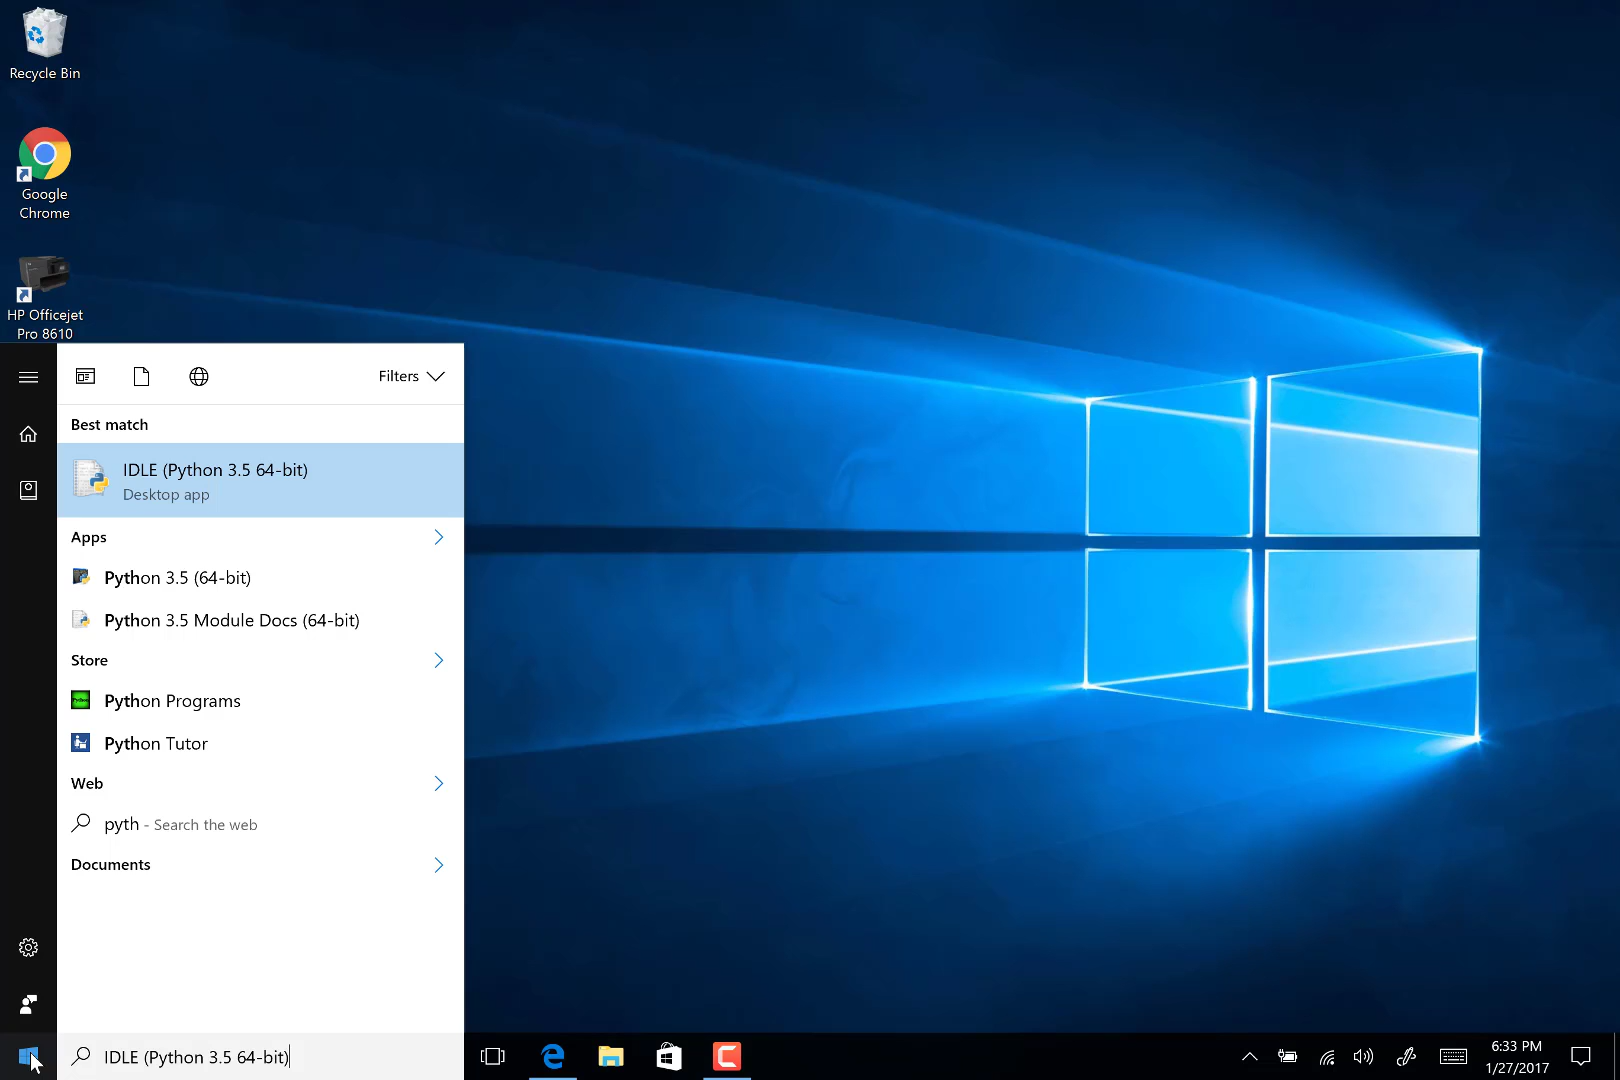 Recycle Bin
Google
Chrome
HP Officejet
Pro 8610
Filters
Best match
IDLE (Python 3.5 64-bit)
Desktop app
Apps
Python 3.5 (64-bit)
Python 3.5 Module Docs (64-bit)
Store
Python Programs
Python Tutor
Web
pyth - Search the web
Documents
IDLE (Python 3.5 64-bit)
6:33 PM
1/27/2017